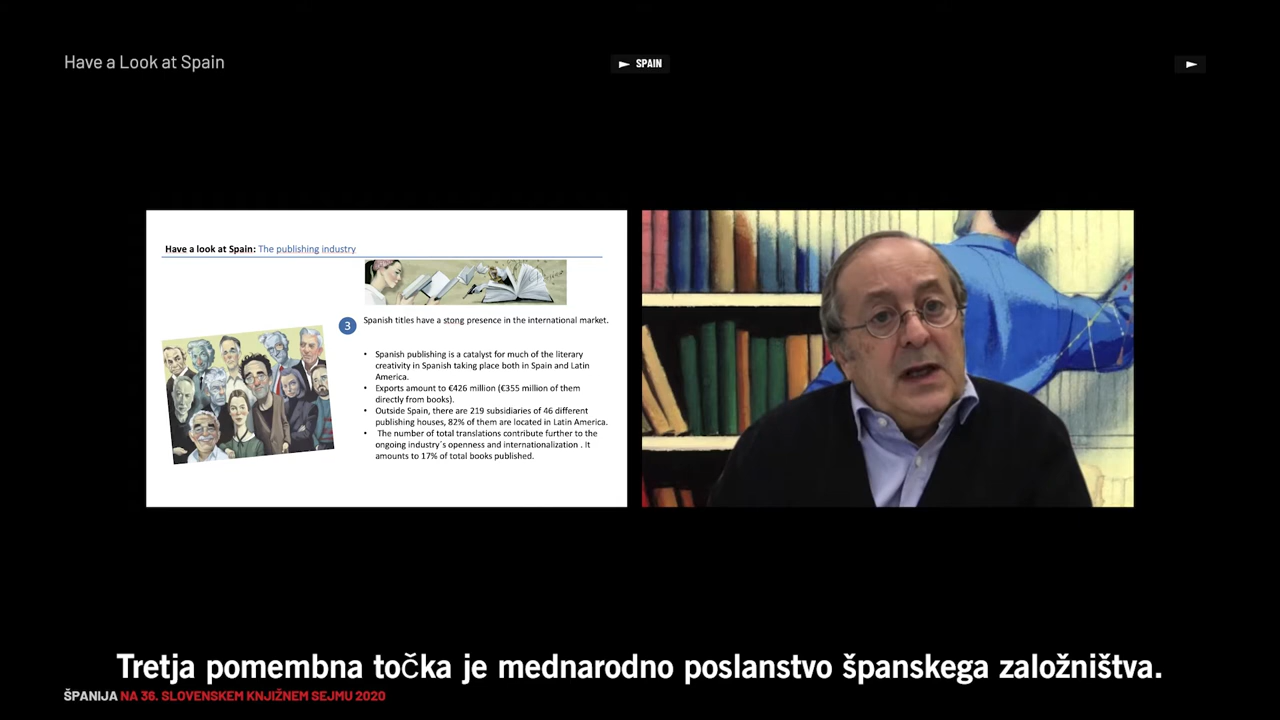 Have a Look at Spain
SPAIN
Have a look at Spain: The publishing industry
3
Spanish titles have a stong presence in the international market.
• Spanish publishing is a catalyst for much of the literary
creativity in Spanish taking place both in Spain and Latin
America.
• Exports amount to €426 million (€355 million of them
directly from books).
• Outside Spain, there are 219 subsidiaries of 46 different
publishing houses, 82% of them are located in Latin America.
• The number of total translations contribute further to the
ongoing industry´s openness and internationalization . It
amounts to 17% of total books published.
Tretja pomembna točka je mednarodno poslanstvo španskega založništva.
ŠPANIJA NA 36. SLOVENSKEM KNJIŽNEM SEJMU 2020